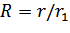 R = r/r₁